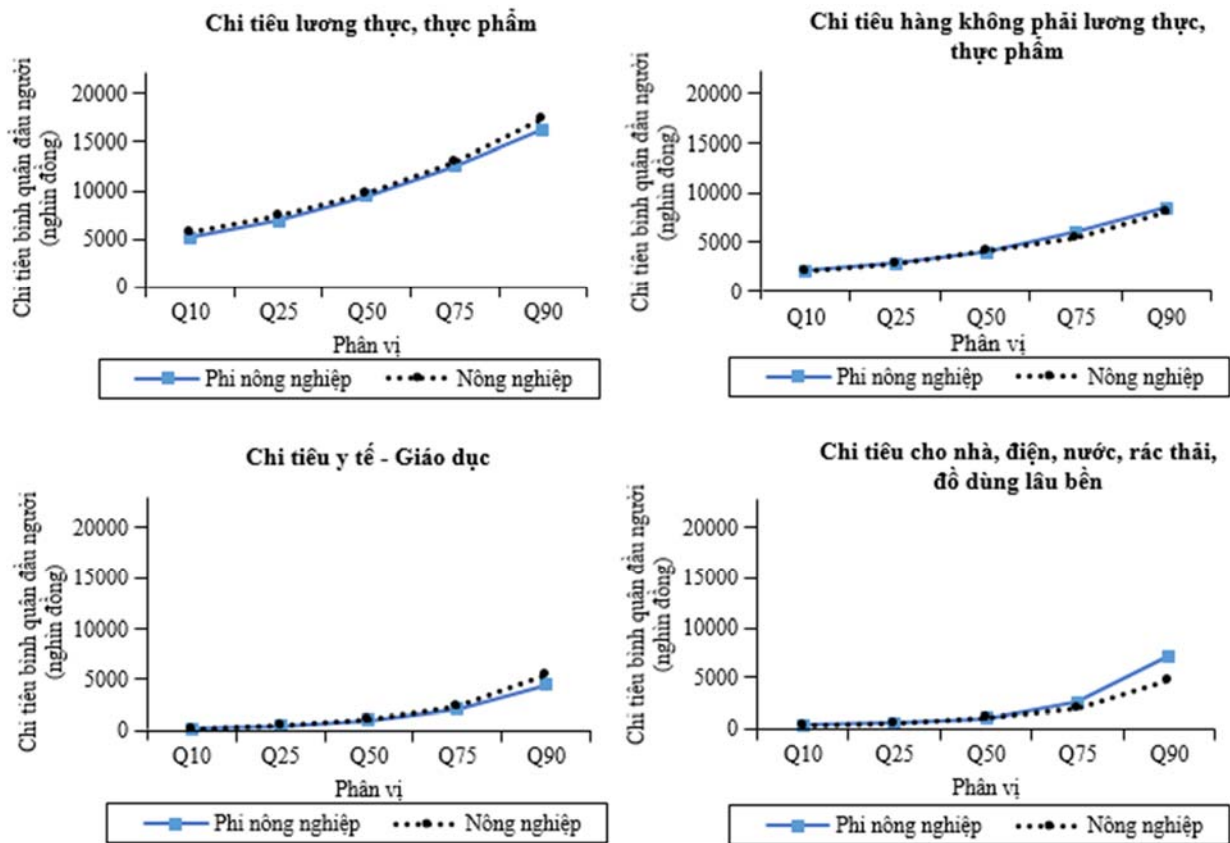 Chi tiêu lương thực, thực phẩm
Chi tiêu bình quân đầu người
(nghìn đồng)
20000
15000
10000
5000
0
Q10 Q25 Q50 Q75 Q90
Phân vị
Phi nông nghiệp Nông nghiệp
Chi tiêu hàng không phải lương thực,
thực phẩm
Chi tiêu bình quân đầu người
(nghìn đồng)
20000
15000
10000
5000
0
Q10 Q25 Q50 Q75 Q90
Phân vị
Phi nông nghiệp Nông nghiệp
Chi tiêu y tế - Giáo dục
Chi tiêu bình quân đầu người
(nghìn đồng)
20000
15000
10000
5000
0
Q10 Q25 Q50 Q75 Q90
Phân vị
Phi nông nghiệp Nông nghiệp
Chi tiêu cho nhà, điện, nước, rác thải,
đồ dùng lâu bền
Chi tiêu bình quân đầu người
(nghìn đồng)
20000
15000
10000
5000
0
Q10 Q25 Q50 Q75 Q90
Phân vị
Phi nông nghiệp Nông nghiệp